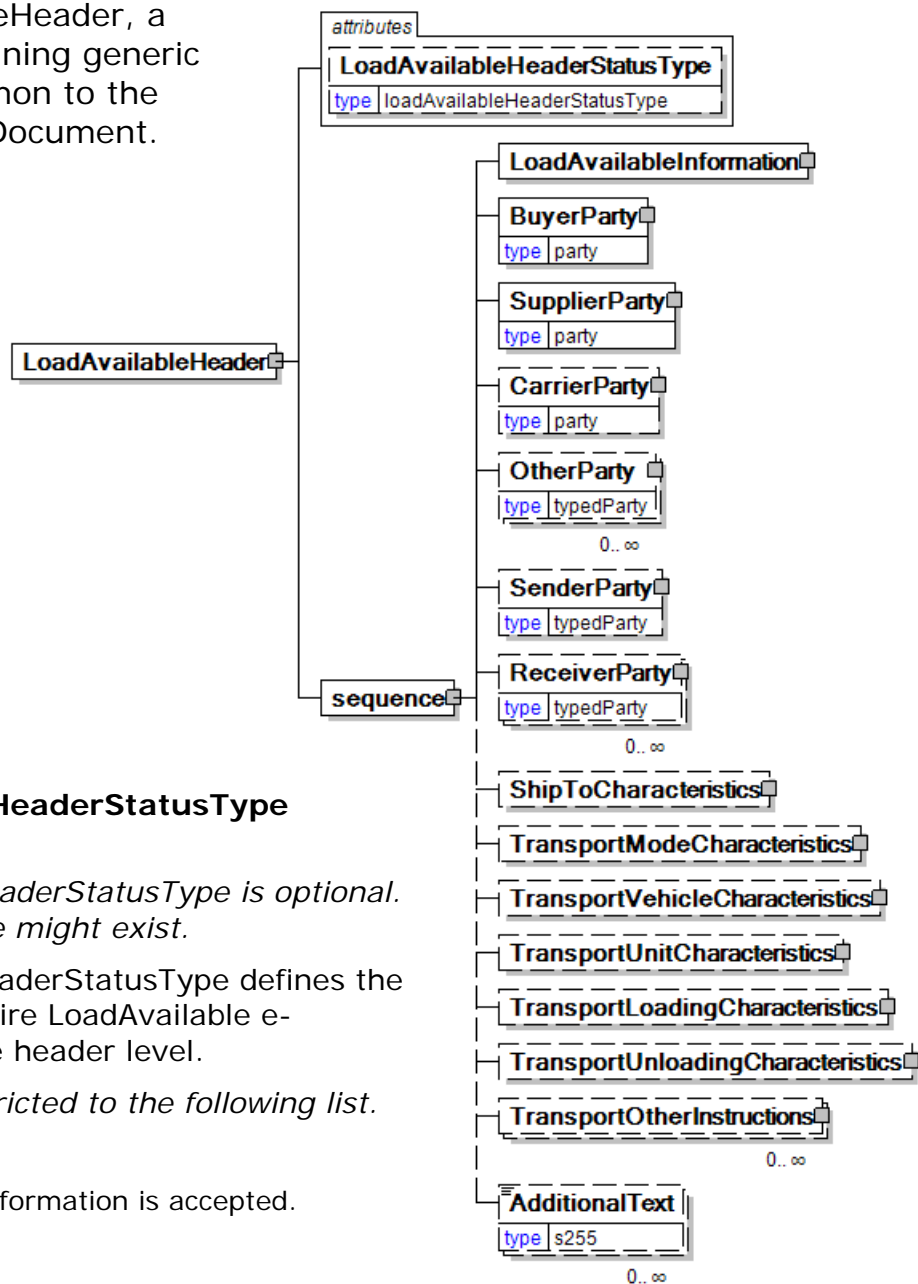 eHeader, a
ning generic
non to the
Document.
attributes
LoadAvailableHeaderStatusType
type loadAvailableHeaderStatusType
LoadAvailableHeader
sequence
LoadAvailableInformation
BuyerParty
type party
SupplierParty
type party
CarrierParty
type party
OtherParty
type typedParty
0.. ∞
SenderParty
type typedParty
ReceiverParty
type typedParty
0.. ∞
ShipToCharacteristics
TransportModeCharacteristics
TransportVehicleCharacteristics
TransportUnitCharacteristics
TransportLoadingCharacteristics
TransportUnloadingCharacteristics
TransportOtherInstructions
0.. ∞
AdditionalText
type s255
0.. ∞
HeaderStatusType
eaderStatusType is optional.
e might exist.
eaderStatusType defines the
ire LoadAvailable e-
e header level.
ricted to the following list.
formation is accepted.